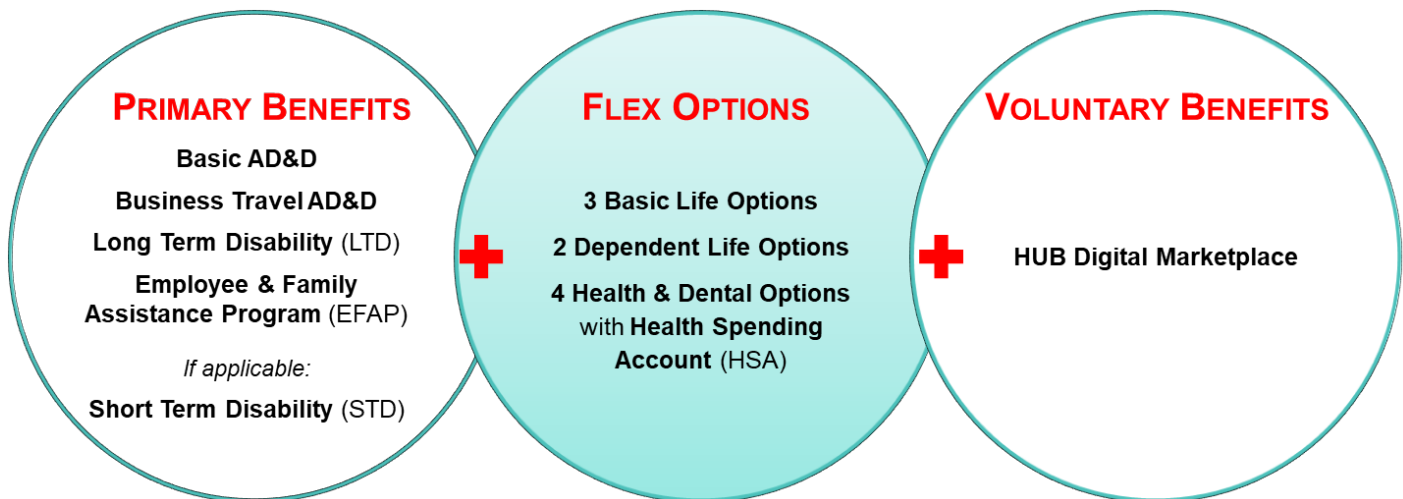 PRIMARY BENEFITS
Basic AD&D
Business Travel AD&D
Long Term Disability (LTD)
Employee & Family
Assistance Program (EFAP)
If applicable:
Short Term Disability (STD)
FLEX OPTIONS
3 Basic Life Options
2 Dependent Life Options
4 Health & Dental Options
with Health Spending
Account (HSA)
VOLUNTARY BENEFITS
HUB Digital Marketplace